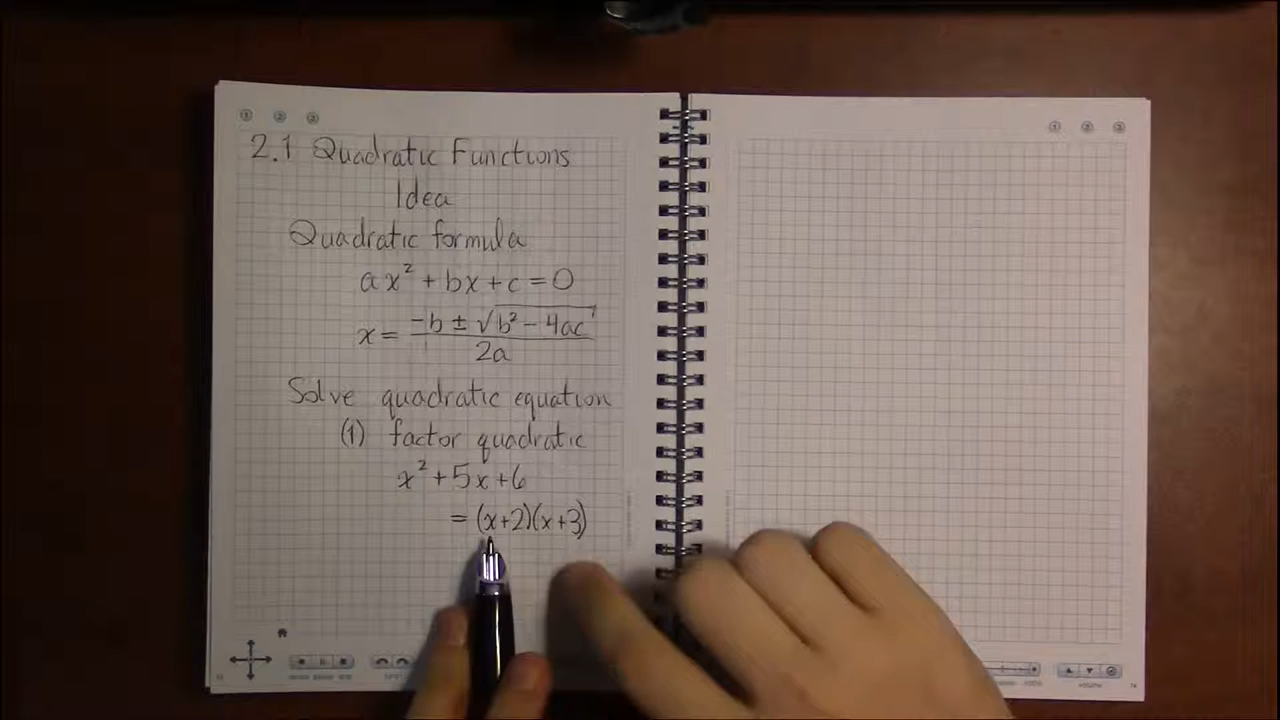 2.1 Quadratic Functions
Idea
Quadratic formula
ax² + bx + c = 0
x = (-b ± √(b² - 4ac)) / 2a
Solve quadratic equation
(1) factor quadratic
x² + 5x + 6
= (x+2)(x+3)